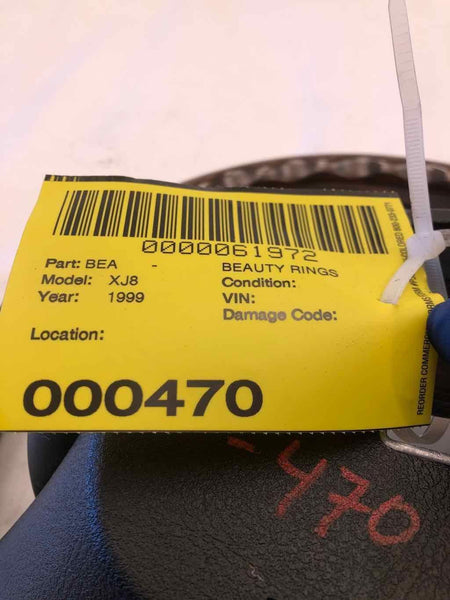 0000061972
Part: BEA - BEAUTY RINGS
Model: XJ8 Condition:
Year: 1999 VIN:
Damage Code:
Location:
000470
-470